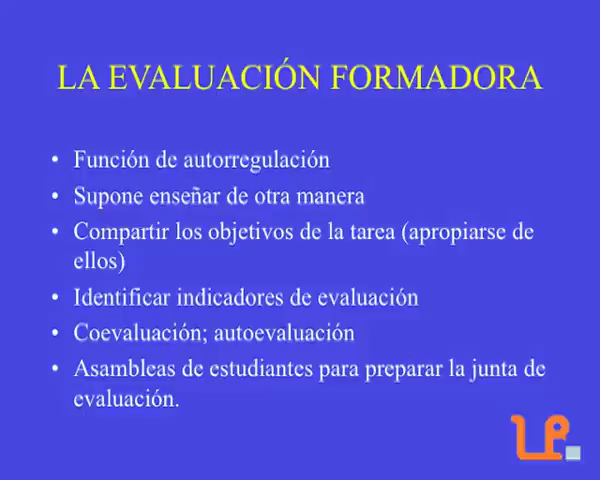 LA EVALUACIÓN FORMADORA
• Función de autorregulación
• Supone enseñar de otra manera
• Compartir los objetivos de la tarea (apropiarse de
ellos)
• Identificar indicadores de evaluación
• Coevaluación; autoevaluación
• Asambleas de estudiantes para preparar la junta de
evaluación.